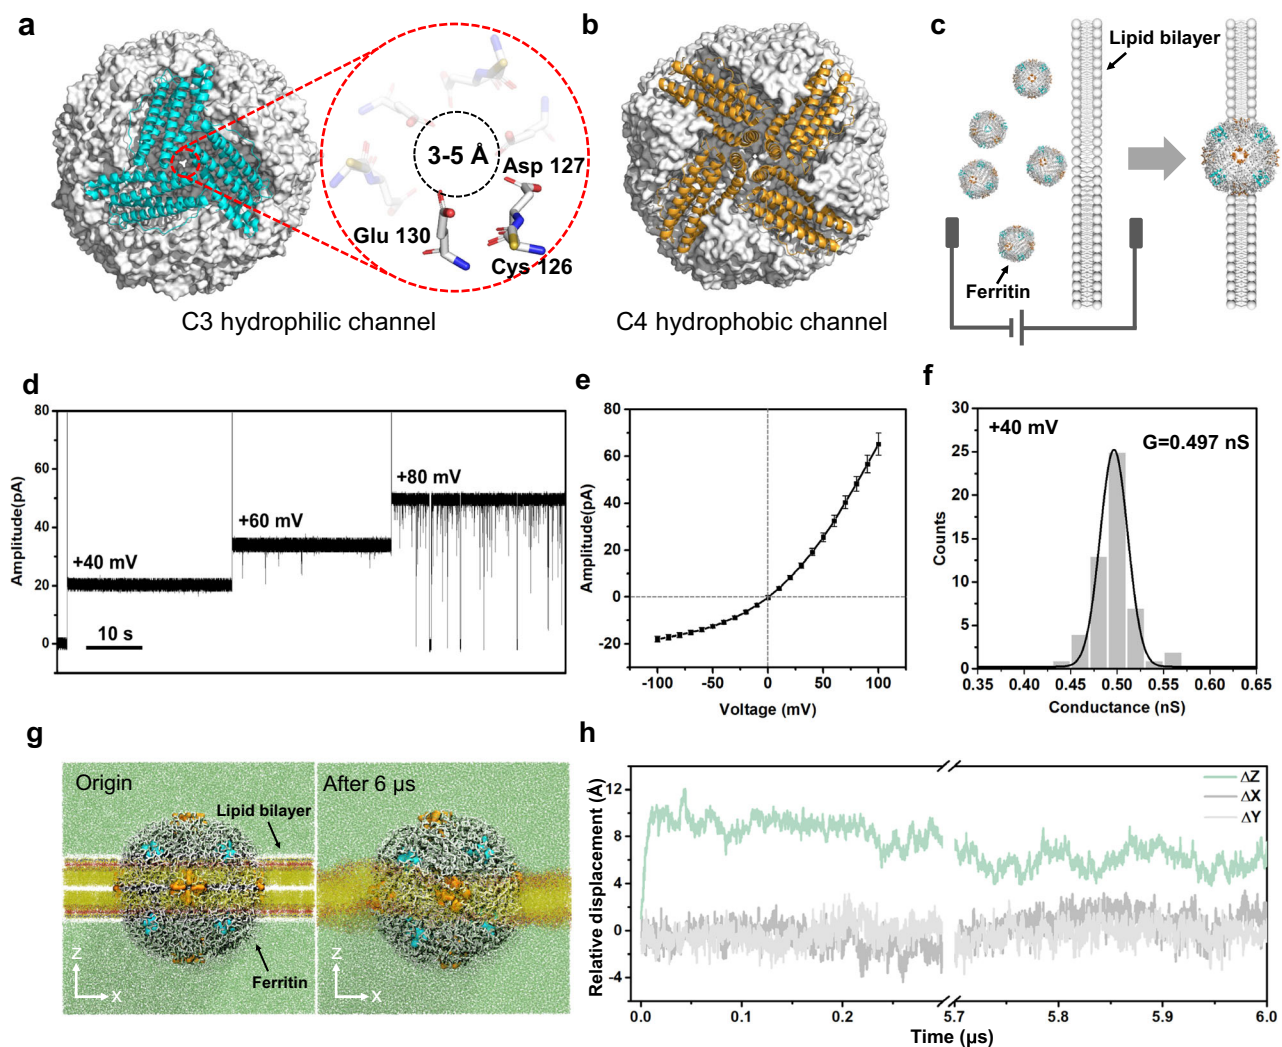 a
3-5 Å
Asp 127
Glu 130
Cys 126
C3 hydrophilic channel
b
C4 hydrophobic channel
c
Lipid bilayer
Ferritin
d
Amplitude(pA)
80
60
40
20
0
+40 mV
+60 mV
+80 mV
10 s
e
Amplitude(pA)
80
60
40
20
0
-20
-100
-50
0
50
100
Voltage (mV)
f
+40 mV
G=0.497 nS
Counts
30
25
20
15
10
5
0
0.35
0.40
0.45
0.50
0.55
0.60
0.65
Conductance (nS)
g
Origin
Lipid bilayer
Ferritin
Z
X
After 6 µs
h
Relative displacement (Å)
12
8
4
0
-4
ΔZ
ΔX
ΔY
0.0
0.1
0.2
5.7
5.8
5.9
6.0
Time (µs)